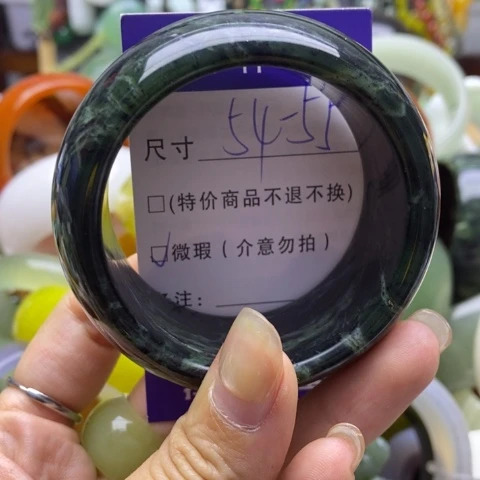 尺寸 54-55
□(特价商品不退不换)
☑微瑕(介意勿拍)
注: